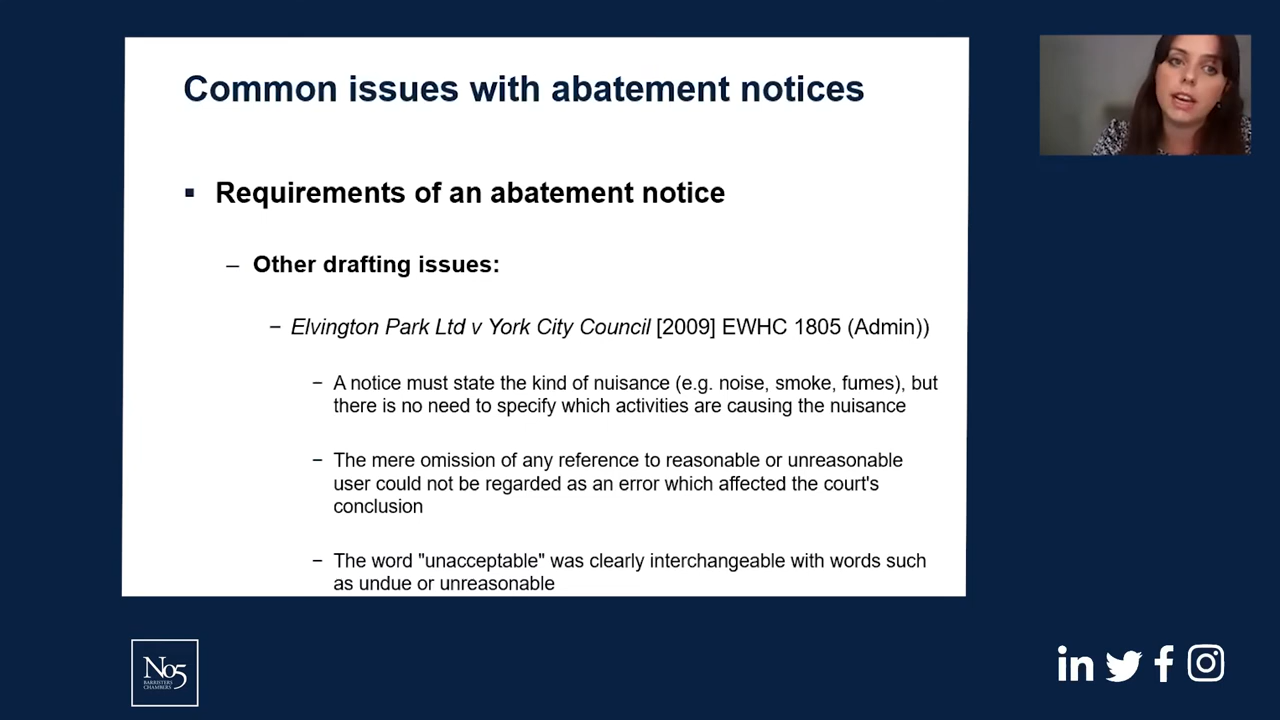 Common issues with abatement notices
▪ Requirements of an abatement notice
– Other drafting issues:
– Elvington Park Ltd v York City Council [2009] EWHC 1805 (Admin))
– A notice must state the kind of nuisance (e.g. noise, smoke, fumes), but
there is no need to specify which activities are causing the nuisance
– The mere omission of any reference to reasonable or unreasonable
user could not be regarded as an error which affected the court's
conclusion
– The word "unacceptable" was clearly interchangeable with words such
as undue or unreasonable
No5
BARRISTERS
CHAMBERS